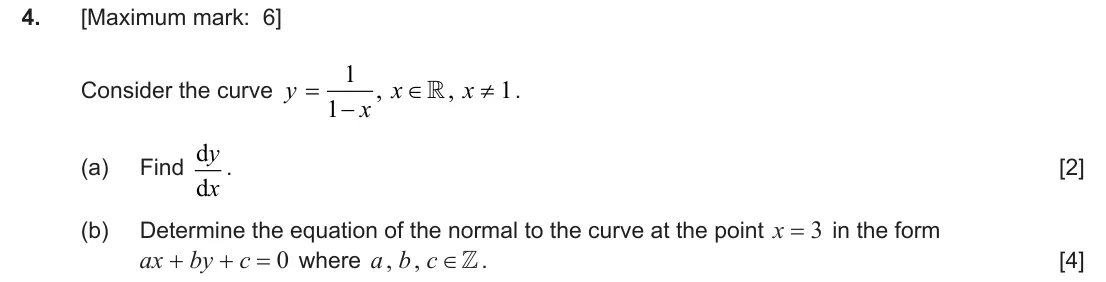 4. [Maximum mark: 6]
Consider the curve y = 1/(1−x), x ∈ ℝ, x ≠ 1.
(a) Find dy/dx. [2]
(b) Determine the equation of the normal to the curve at the point x = 3 in the form
ax + by + c = 0 where a, b, c ∈ ℤ. [4]